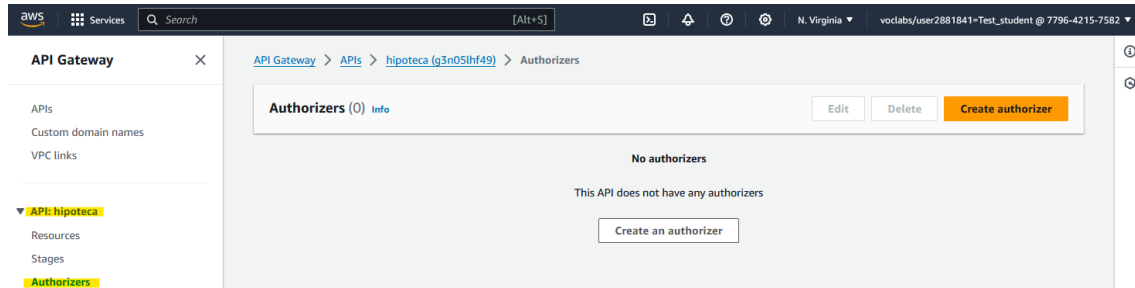 aws Services Search [Alt+S] N. Virginia ▼ voclabs/user2881841=Test_student @ 7796-4215-7582 ▼
API Gateway
API Gateway > APIs > hipoteca (g3n05lhf49) > Authorizers
APIs
Custom domain names
VPC links
▼ API: hipoteca
Resources
Stages
Authorizers
Authorizers (0) Info Edit Delete Create authorizer
No authorizers
This API does not have any authorizers
Create an authorizer